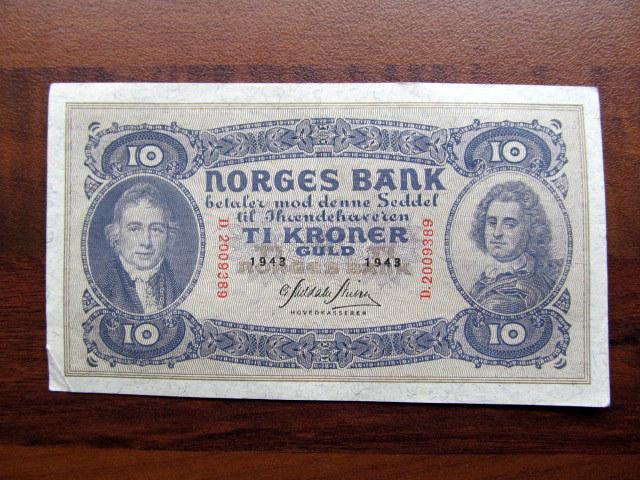 10 10
NORGES BANK
betaler mod denne Seddel
til Ihændehaveren
TI KRONER
GULD
1943 1943
NORGES BANK
D. 2009389
D. 2009389
HOVEDKASSERER
10 10